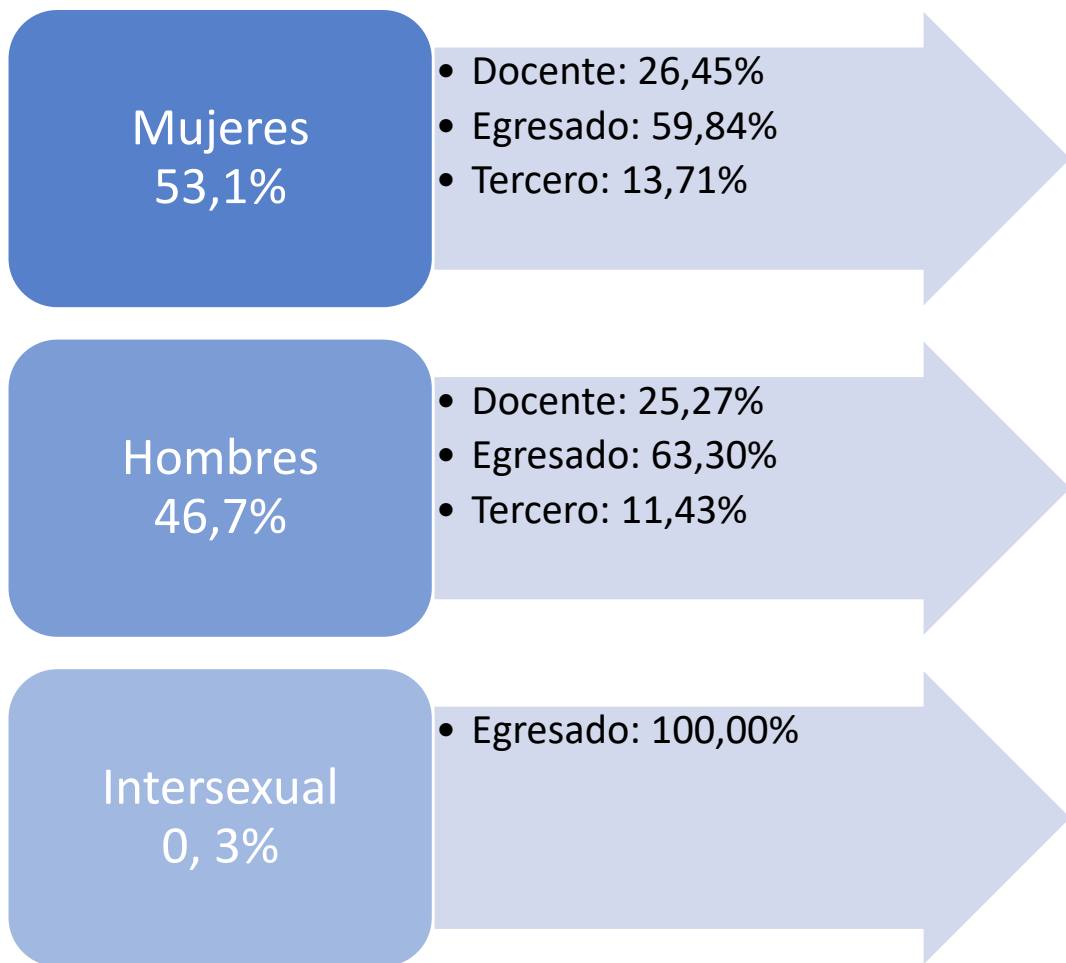 Mujeres
53,1%
• Docente: 26,45%
• Egresado: 59,84%
• Tercero: 13,71%
Hombres
46,7%
• Docente: 25,27%
• Egresado: 63,30%
• Tercero: 11,43%
Intersexual
0, 3%
• Egresado: 100,00%